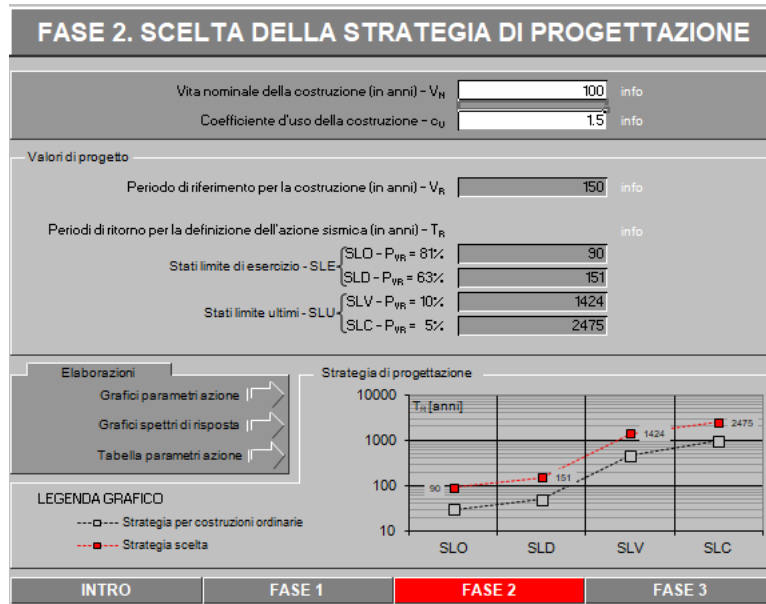 FASE 2. SCELTA DELLA STRATEGIA DI PROGETTAZIONE
Vita nominale della costruzione (in anni) - VN 100 info
Coefficiente d'uso della costruzione - cU 1.5 info
Valori di progetto
Periodo di riferimento per la costruzione (in anni) - VR 150 info
Periodi di ritorno per la definizione dell'azione sismica (in anni) - TR info
Stati limite di esercizio - SLE
SLO - PVR = 81% 90
SLD - PVR = 63% 151
Stati limite ultimi - SLU
SLV - PVR = 10% 1424
SLC - PVR = 5% 2475
Elaborazioni
Grafici parametri azione
Grafici spettri di risposta
Tabella parametri azione
LEGENDA GRAFICO
Strategia per costruzioni ordinarie
Strategia scelta
Strategia di progettazione
TR [anni]
10000
1000
100
10
90
151
1424
2475
SLO SLD SLV SLC
INTRO FASE 1 FASE 2 FASE 3